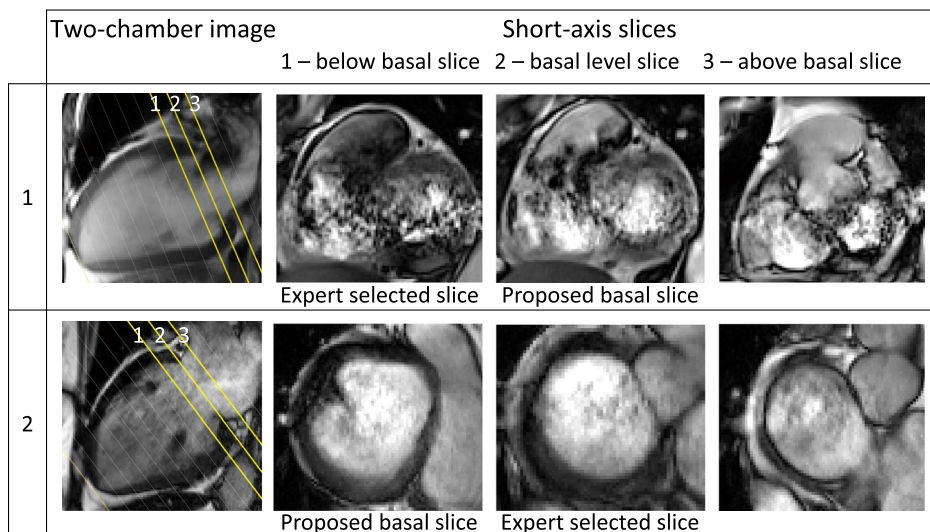 Two-chamber image
Short-axis slices
1 – below basal slice 2 – basal level slice 3 – above basal slice
1
1 2 3
Expert selected slice Proposed basal slice
2
1 2 3
Proposed basal slice Expert selected slice